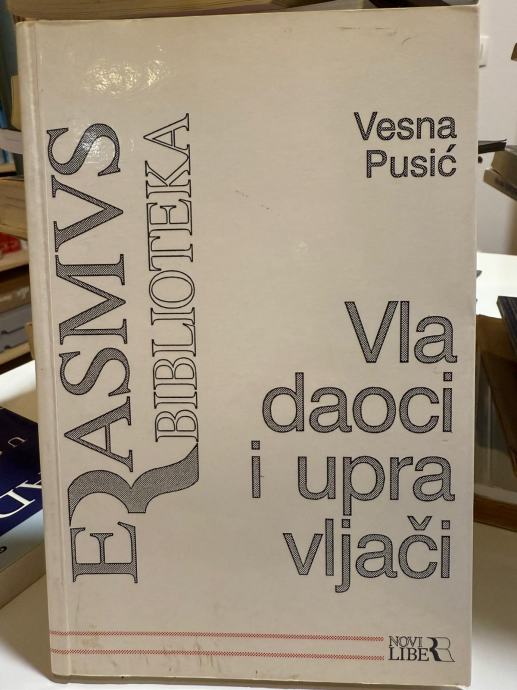 ERASMVS
BIBLIOTEKA
Vesna
Pusić
Vla
daoci
i upra
vljači
NOVI
LIBER